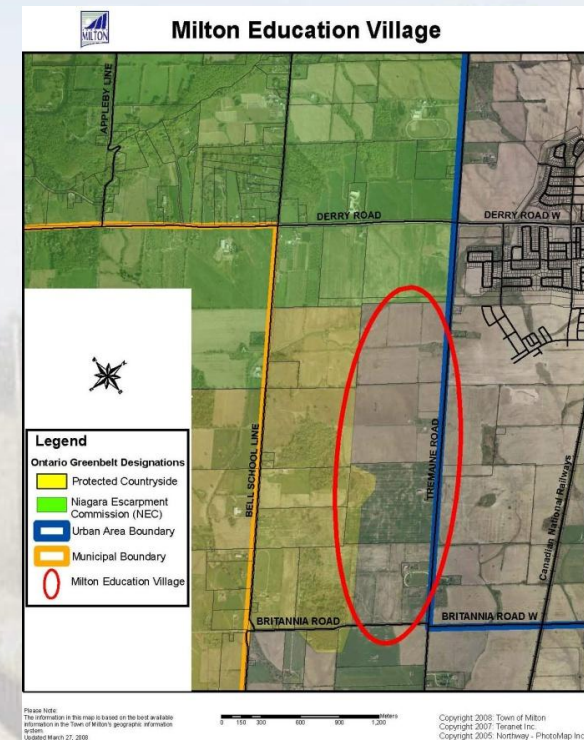 MILTON
Milton Education Village
APPLEBY LINE
DERRY ROAD
DERRY ROAD W
BELL SCHOOL LINE
TREMAINE ROAD
Canadian National Railways
BRITANNIA ROAD
BRITANNIA ROAD W
Legend
Ontario Greenbelt Designations
Protected Countryside
Niagara Escarpment
Commission (NEC)
Urban Area Boundary
Municipal Boundary
Milton Education Village
Please Note:
The information in this map is based on the best available
information in the Town of Milton's geographic information
system.
Updated March 27, 2008
0 150 300 600 900 1,200
Meters
Copyright 2008: Town of Milton
Copyright 2007: Teranet Inc.
Copyright 2005: Northway - PhotoMap Inc